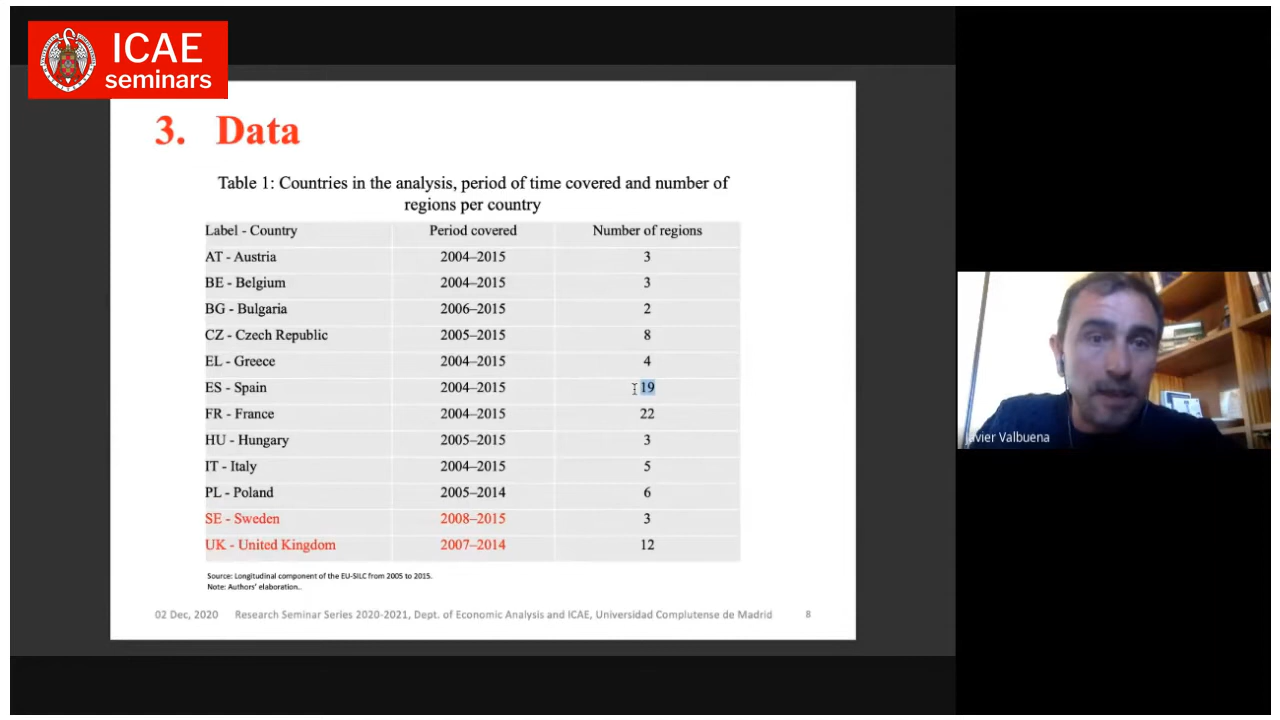 ICAE
seminars
3. Data
Table 1: Countries in the analysis, period of time covered and number of
regions per country
Label - Country Period covered Number of regions
AT - Austria 2004–2015 3
BE - Belgium 2004–2015 3
BG - Bulgaria 2006–2015 2
CZ - Czech Republic 2005–2015 8
EL - Greece 2004–2015 4
ES - Spain 2004–2015 19
FR - France 2004–2015 22
HU - Hungary 2005–2015 3
IT - Italy 2004–2015 5
PL - Poland 2005–2014 6
SE - Sweden 2008–2015 3
UK - United Kingdom 2007–2014 12
Source: Longitudinal component of the EU-SILC from 2005 to 2015.
Note: Authors' elaboration..
02 Dec, 2020 Research Seminar Series 2020-2021, Dept. of Economic Analysis and ICAE, Universidad Complutense de Madrid 8
Javier Valbuena